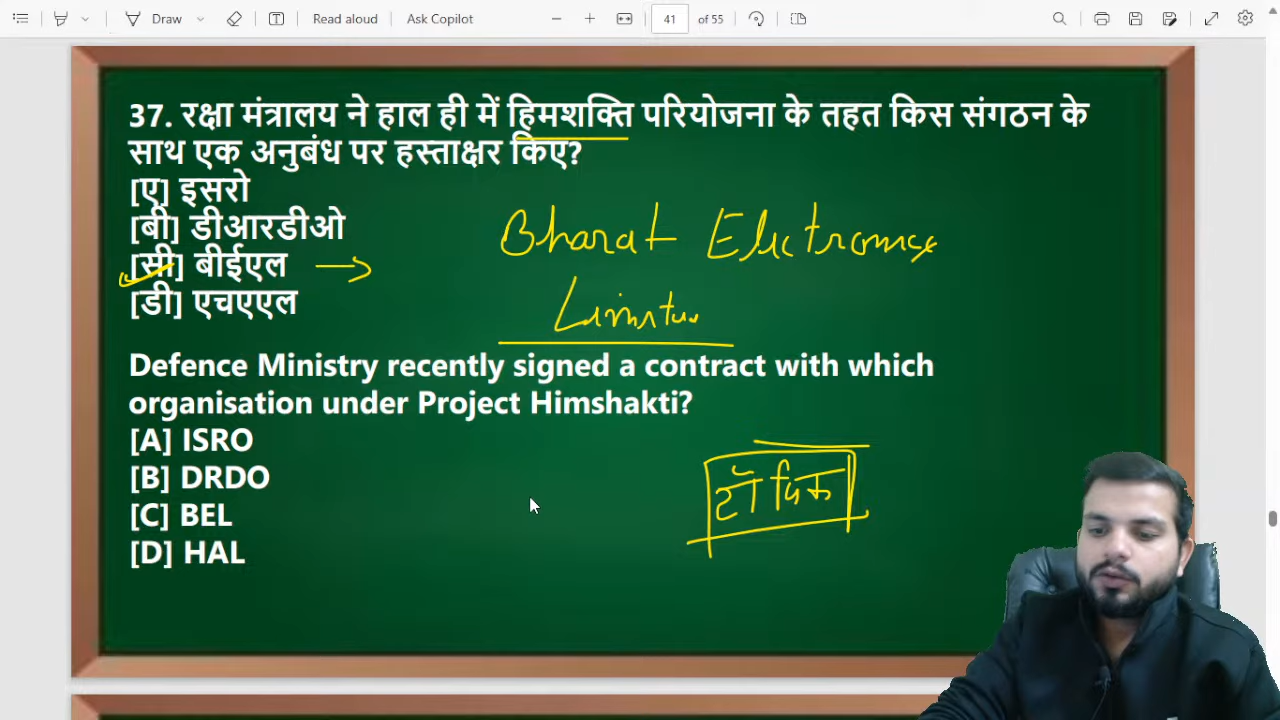 Draw
Read aloud
Ask Copilot
41 of 55
37. रक्षा मंत्रालय ने हाल ही में हिमशक्ति परियोजना के तहत किस संगठन के
साथ एक अनुबंध पर हस्ताक्षर किए?
[ए] इसरो
[बी] डीआरडीओ
[सी] बीईएल
[डी] एचएएल
Bharat Electronics
Defence Ministry recently signed a contract with which
organisation under Project Himshakti?
[A] ISRO
[B] DRDO
[C] BEL
[D] HAL
टॉपिक